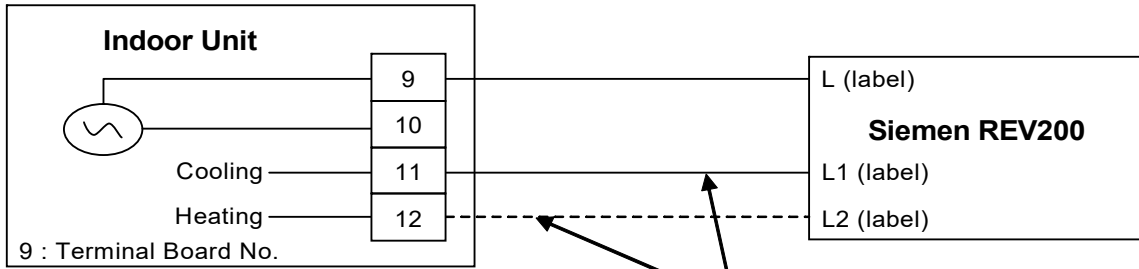 Indoor Unit
9
L (label)
10
Siemen REV200
Cooling
11
L1 (label)
Heating
12
L2 (label)
9 : Terminal Board No.